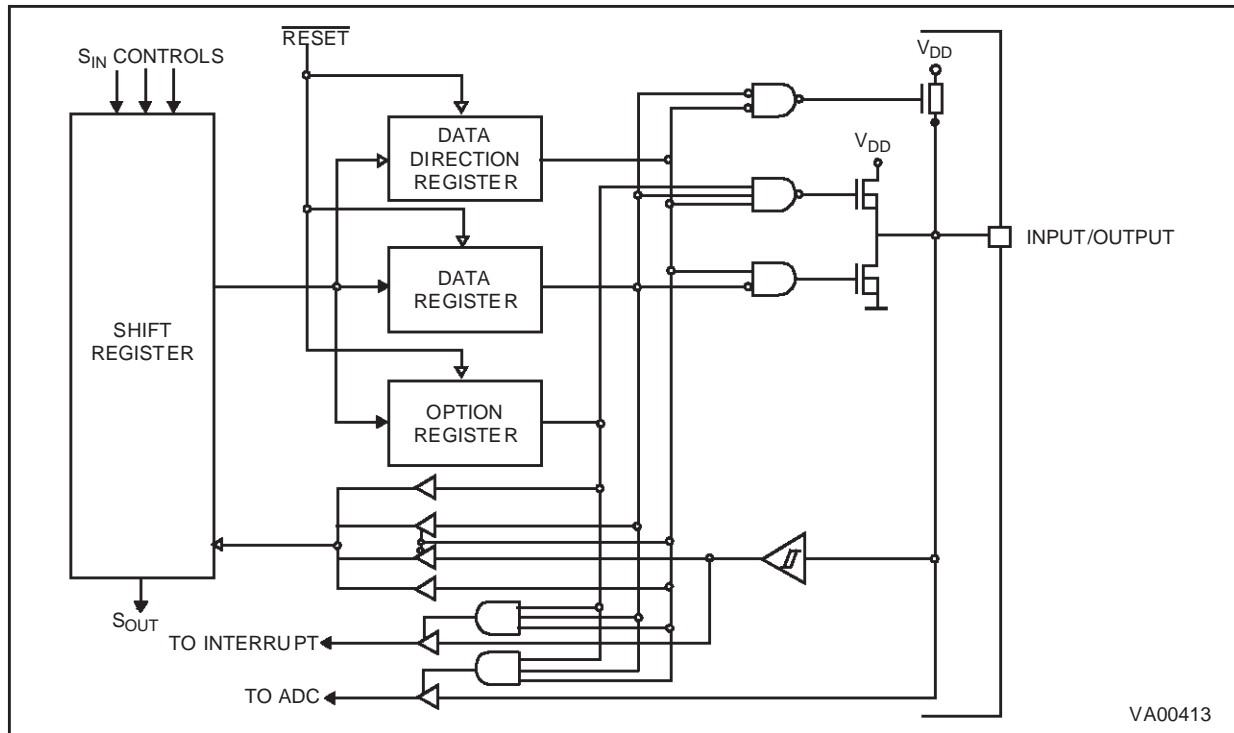 S_IN CONTROLS
RESET
V_DD
DATA
DIRECTION
REGISTER
V_DD
INPUT/OUTPUT
DATA
REGISTER
SHIFT
REGISTER
OPTION
REGISTER
S_OUT
TO INTERRUPT
TO ADC
VA00413